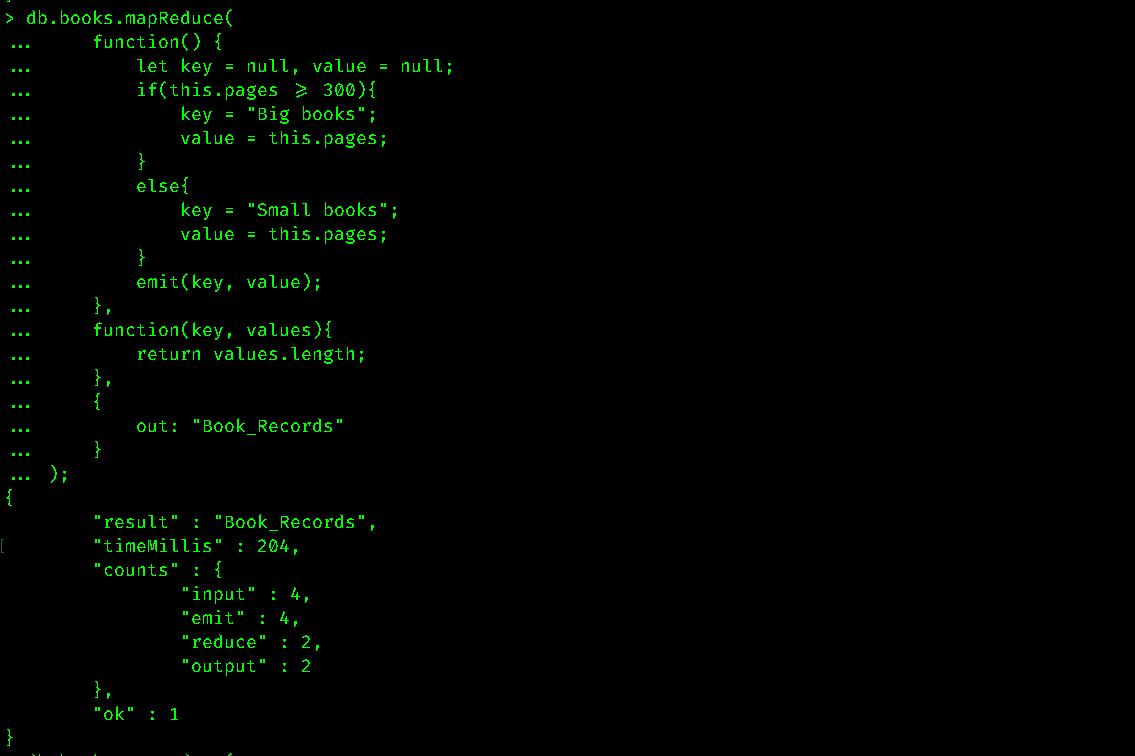 > db.books.mapReduce(
...      function() {
...          let key = null, value = null;
...          if(this.pages >= 300){
...              key = "Big books";
...              value = this.pages;
...          }
...          else{
...              key = "Small books";
...              value = this.pages;
...          }
...          emit(key, value);
...      },
...      function(key, values){
...          return values.length;
...      },
...      {
...          out: "Book_Records"
...      }
...  );
{
        "result" : "Book_Records",
        "timeMillis" : 204,
        "counts" : {
                "input" : 4,
                "emit" : 4,
                "reduce" : 2,
                "output" : 2
        },
        "ok" : 1
}